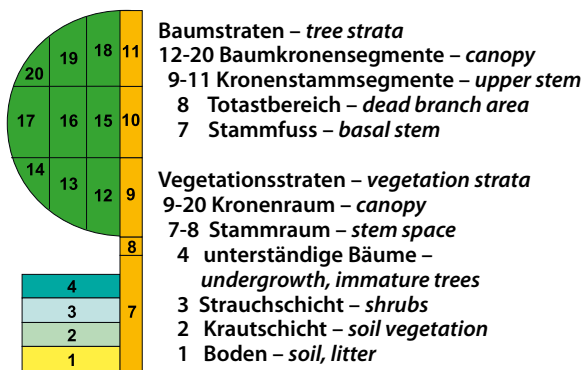 Baumstraten – tree strata
12-20 Baumkronensegmente – canopy
9-11 Kronenstammsegmente – upper stem
8 Totastbereich – dead branch area
7 Stammfuss – basal stem
Vegetationsstraten – vegetation strata
9-20 Kronenraum – canopy
7-8 Stammraum – stem space
4 unterständige Bäume –
undergrowth, immature trees
3 Strauchschicht – shrubs
2 Krautschicht – soil vegetation
1 Boden – soil, litter
20 19 18 11
17 16 15 10
14 13 12 9
8
4
3 7
2
1